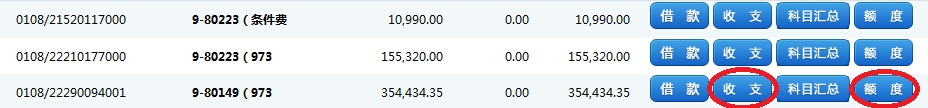 0108/21520117000 9-80223 (条件费 10,990.00 0.00 10,990.00 借 款 收 支 科目汇总 额 度
0108/22210177000 9-80223 (973 155,320.00 0.00 155,320.00 借 款 收 支 科目汇总 额 度
0108/22290094001 9-80149 (973 354,434.35 0.00 354,434.35 借 款 收 支 科目汇总 额 度